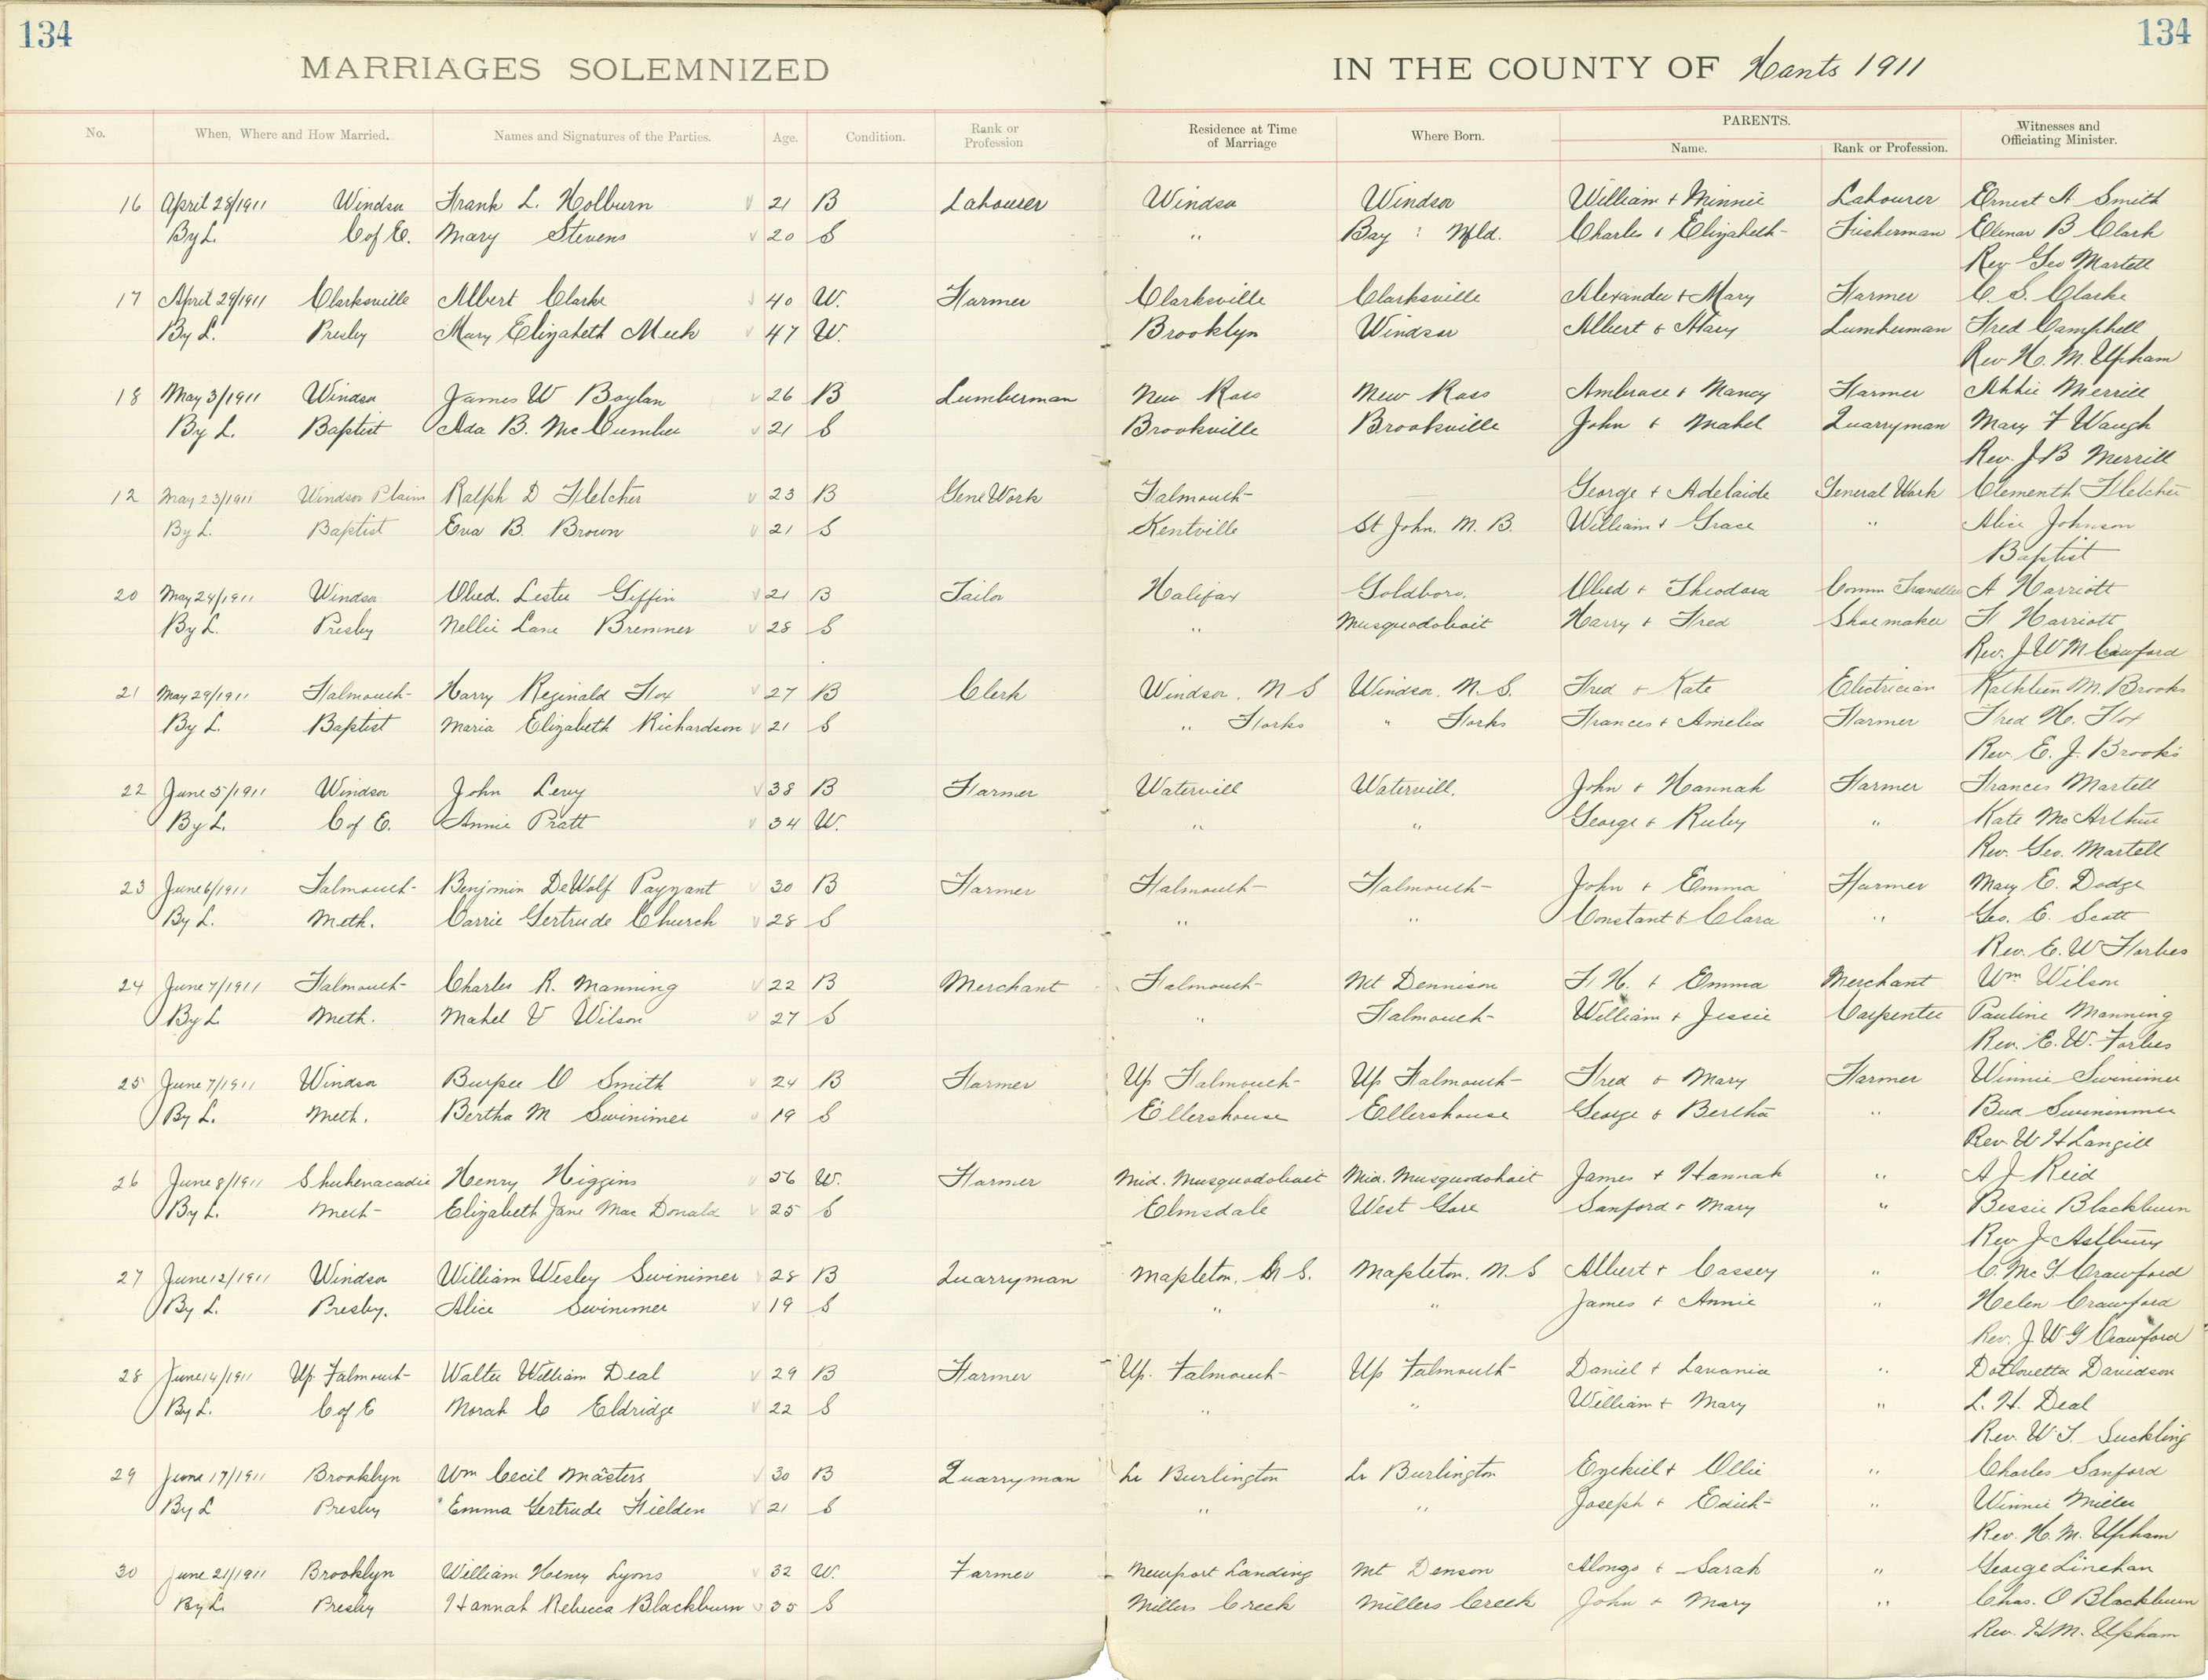 134 134
MARRIAGES SOLEMNIZED IN THE COUNTY OF Hants 1911
No. When, Where and How Married. Names and Signatures of the Parties. Age. Condition. Rank or Profession Residence at Time of Marriage Where Born. PARENTS. Name. Rank or Profession. Witnesses and Officiating Minister.
16 April 28/1911 Windsor Frank L. Holburn 21 B Labourer Windsor Windsor William + Minnie Labourer Ernest A Smith
By L. C of E. Mary Stevens 20 S " Bay : Nfld. Charles & Elizabeth Fisherman Elenor B Clark
Rev Geo Martell
17 April 29/1911 Clarksville Albert Clarke 40 W. Farmer Clarksville Clarksville Alexander + Mary Farmer C. S. Clarke
By L. Presby Mary Elizabeth Meek 47 W. Brooklyn Windsor Albert & Mary Lumberman Fred Campbell
Rev H. M. Upham
18 May 3/1911 Windsor James W Boylan 26 B Lumberman New Ross New Ross Ambrose & Nancy Farmer Abbie Merrill
By L. Baptist Ada B. McCumber 21 S Brookville Brookville John & Mabel Quarryman Mary F Waugh
Rev. J B Merrill
12 May 23/1911 Windsor Plains Ralph D Fletcher 23 B Gene Work Falmouth George + Adelaide General Work Clementh Fletcher
By L. Baptist Eva B. Brown 21 S Kentville St John. N. B. William & Grace " Alice Johnson
Baptist
20 May 24/1911 Windsor Obed. Lester Giffin 21 B Tailor Halifax Goldboro. Obed + Theodora Comm Traveller A Harriott
By L. Presby Nellie Lane Bremner 28 S " Musquodoboit Harry & Fred Shoemaker F Harriott
Rev. J W M Crawford
21 May 29/1911 Falmouth Harry Reginald Fox 27 B Clerk Windsor. N S Windsor. N. S. Fred & Kate Electrician Kathleen M. Brooks
By L. Baptist Maria Elizabeth Richardson 21 S " Forks " Forks Frances + Amelia Farmer Fred H. Fox
Rev. E. J. Brooks
22 June 5/1911 Windsor John Levy 38 B Farmer Watervill Watervill. John & Hannah Farmer Frances Martell
By L. C of E. Annie Pratt 34 W. " " George & Ruby " Kate McArthur
Rev. Geo. Martell
23 June 6/1911 Falmouth Benjamin DeWolf Payzant 30 B Farmer Falmouth Falmouth John + Emma Farmer Mary E. Dodge
By L. Meth. Carrie Gertrude Church 28 S " " Constant & Clara " Geo. E. Scott
Rev. E. W Forbes
24 June 7/1911 Falmouth Charles R. Manning 22 B Merchant Falmouth Mt Dennison F. H. + Emma Merchant Wm Wilson
By L Meth. Mabel V Wilson 27 S " Falmouth William + Jessie Carpenter Pauline Manning
Rev. E. W. Forbes
25 June 7/1911 Windsor Burpee O Smith 24 B Farmer Up Falmouth Up Falmouth Fred & Mary Farmer Winnie Swinimer
By L. Meth. Bertha M Swinimer 19 S Ellershouse Ellershouse George & Bertha " Bud Swinimmer
Rev W H Langill
26 June 8/1911 Shubenacadie Henry Higgins 56 W. Farmer Mid. Musquodoboit Mid. Musquodoboit James + Hannah " A J Reid
By L. Meth Elizabeth Jane Mac Donald 25 S Elmsdale West Gore Sanford & Mary " Bessie Blackburn
Rev J Astbury
27 June 12/1911 Windsor William Wesley Swinimer 28 B Quarryman Mapleton. N S. Mapleton. N. S Albert & Cassey " C. McG Crawford
By L. Presby. Alice Swinimer 19 S " " James + Annie " Helen Crawford
Rev. J W G Crawford
28 June 14/1911 Up. Falmouth Walter William Deal 29 B Farmer Up. Falmouth Up Falmouth Daniel + Lavania " Davidson
By L. C of E Norah C Eldridge 22 S " " William + Mary " L. H. Deal
Rev. W. T. Suckling
29 June 17/1911 Brooklyn Wm Cecil Masters 30 B Quarryman Lr Burlington Lr Burlington Ezekiel + Ollie " Charles Sanford
By L Presby Emma Gertrude Fielden 21 S " " Joseph + Edith " Winnie Miller
Rev. H. M. Upham
30 June 21/1911 Brooklyn William Henry Lyons 32 W. Farmer Newport Landing Mt Denson Alonzo & Sarah " George Linehan
By L. Presby Hannah Rebecca Blackburn 35 S Millers Creek Millers Creek John & Mary " Chas. O Blackburn
Rev. H M. Upham